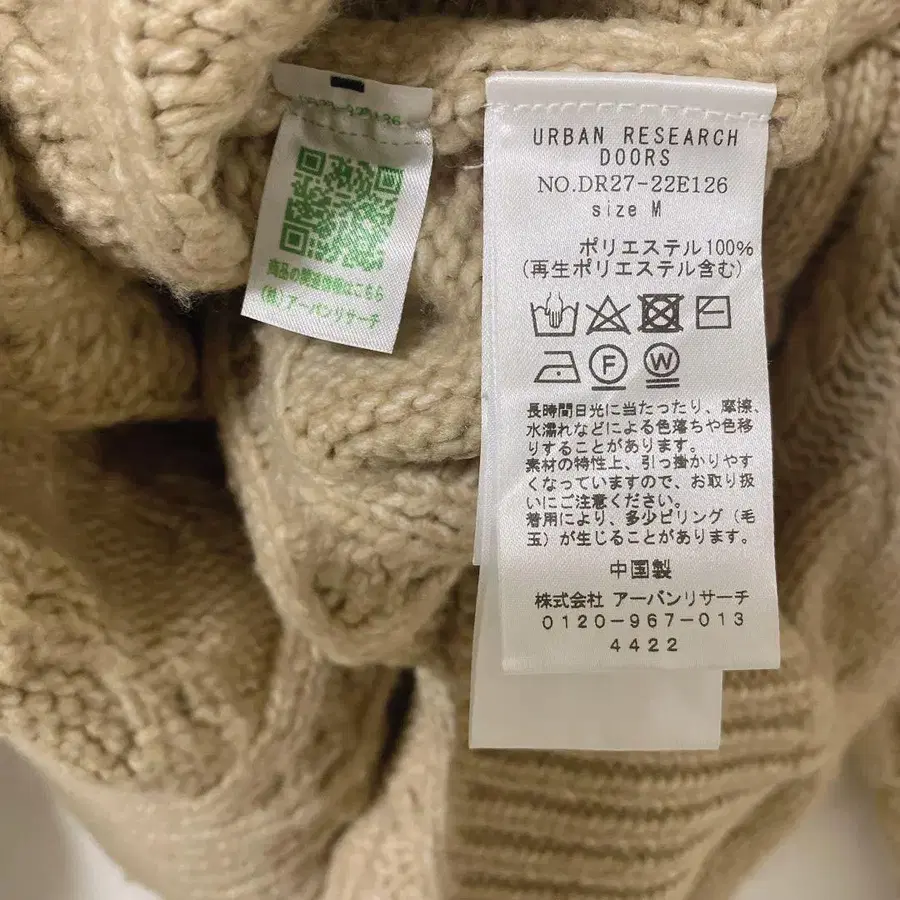 商品の関連情報はこちら
(株)アーバンリサーチ
URBAN RESEARCH
DOORS
NO.DR27-22E126
size M
ポリエステル100%
(再生ポリエステル含む)
F
W
長時間日光に当たったり、摩擦、
水濡れなどによる色落ちや色移
りすることがあります。
素材の特性上、引っ掛かりやす
くなっていますので、お取り扱
いにご注意ください。
着用により、多少ピリング(毛
玉)が生じることがあります。
中国製
株式会社 アーバンリサーチ
0120-967-013
4422